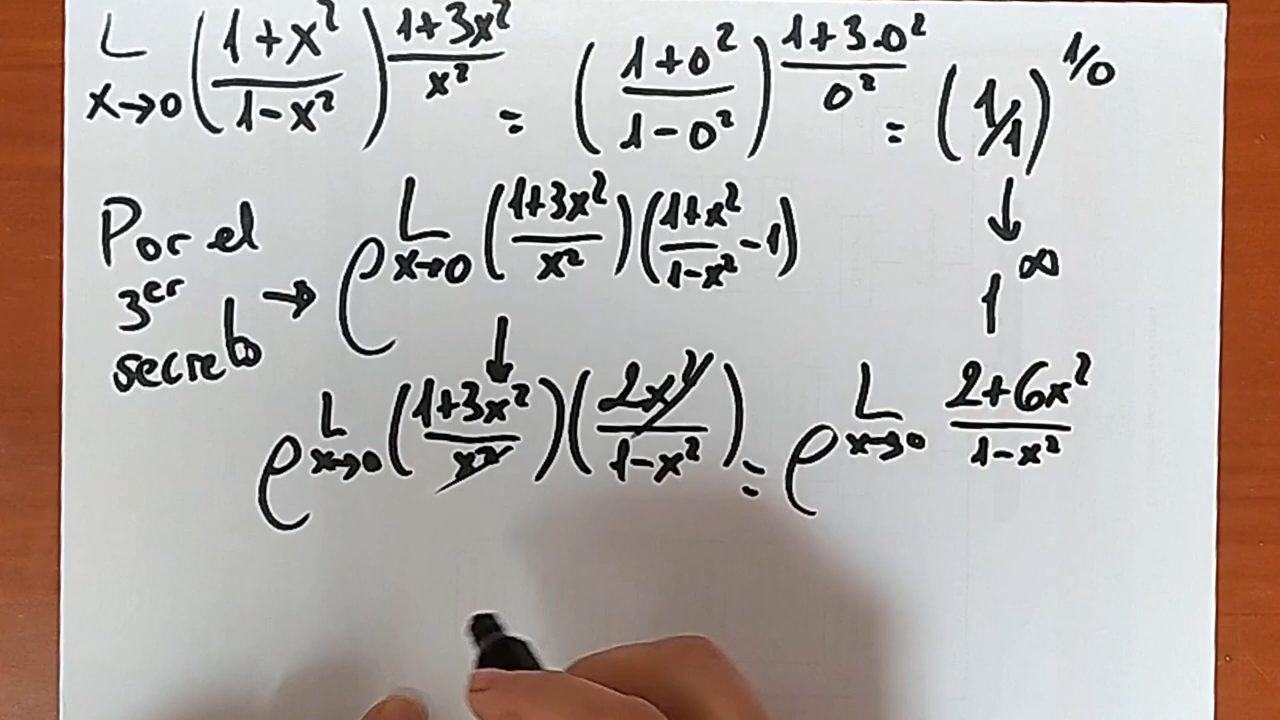 L x→0 ((1+x²)/(1-x²))^((1+3x²)/x²) = ((1+0²)/(1-0²))^((1+3·0²)/0²) = (1/1)^(1/0)
↓
1^∞
Por el
3er
secreto → e^(L x→0 ((1+3x²)/x²)((1+x²)/(1-x²) -1))
↓
e^(L x→0 ((1+3x²)/x²)(2x²/(1-x²))) = e^(L x→0 (2+6x²)/(1-x²))